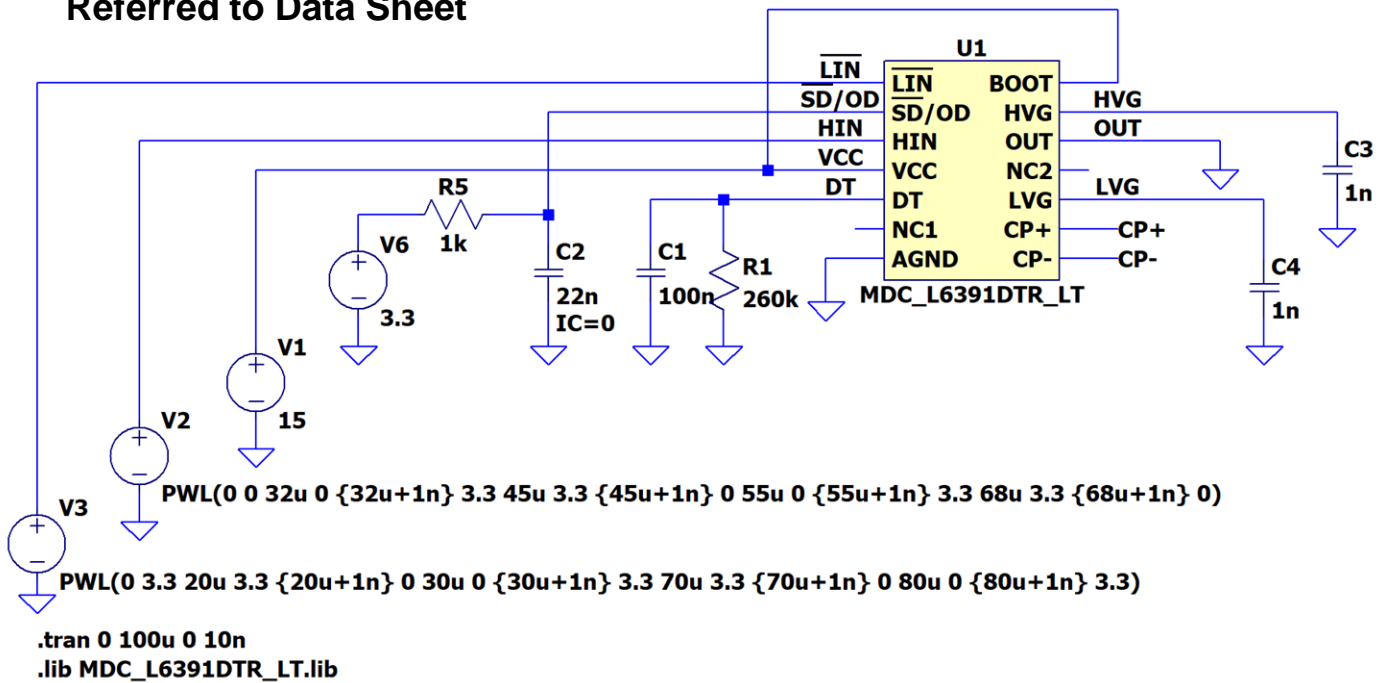 Referred to Data Sheet
U1
LIN
SD/OD
HIN
VCC
DT
LIN
SD/OD
HIN
VCC
DT
NC1
AGND
BOOT
HVG
OUT
NC2
LVG
CP+
CP-
HVG
OUT
LVG
CP+
CP-
MDC_L6391DTR_LT
C3
1n
C4
1n
R5
1k
V6
3.3
C2
22n
IC=0
C1
100n
R1
260k
V1
15
V2
PWL(0 0 32u 0 {32u+1n} 3.3 45u 3.3 {45u+1n} 0 55u 0 {55u+1n} 3.3 68u 3.3 {68u+1n} 0)
V3
PWL(0 3.3 20u 3.3 {20u+1n} 0 30u 0 {30u+1n} 3.3 70u 3.3 {70u+1n} 0 80u 0 {80u+1n} 3.3)
.tran 0 100u 0 10n
.lib MDC_L6391DTR_LT.lib